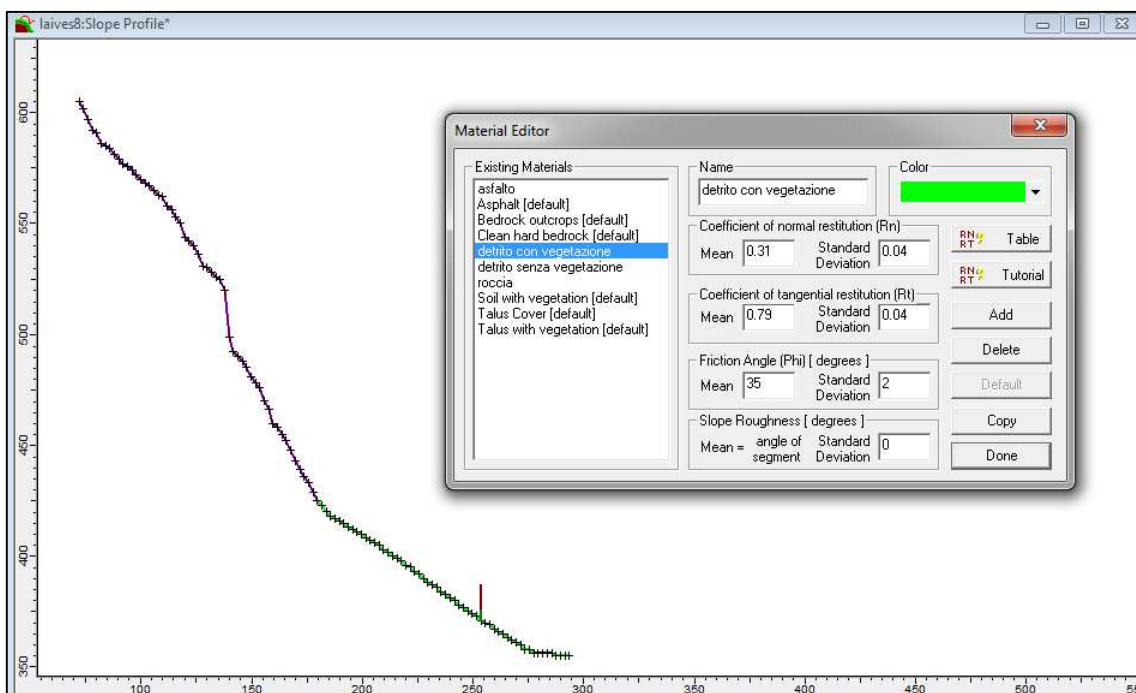 laives8:Slope Profile*
600
550
500
450
400
350
100
150
200
250
300
350
400
450
500
Material Editor
Existing Materials
asfalto
Asphalt [default]
Bedrock outcrops [default]
Clean hard bedrock [default]
detrito con vegetazione
detrito senza vegetazione
roccia
Soil with vegetation [default]
Talus Cover [default]
Talus with vegetation [default]
Name
detrito con vegetazione
Color
Coefficient of normal restitution (Rn)
Mean 0.31 Standard Deviation 0.04
Coefficient of tangential restitution (Rt)
Mean 0.79 Standard Deviation 0.04
Friction Angle (Phi) [ degrees ]
Mean 35 Standard Deviation 2
Slope Roughness [ degrees ]
Mean = angle of segment Standard Deviation 0
RN RT Table
RN RT Tutorial
Add
Delete
Default
Copy
Done